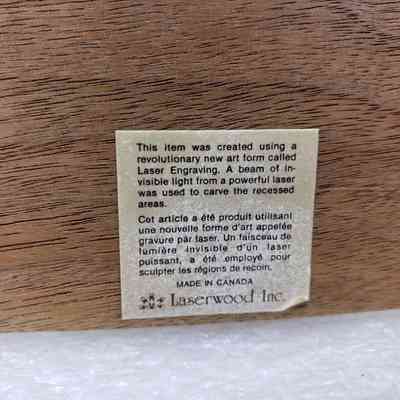 This item was created using a
revolutionary new art form called
Laser Engraving. A beam of in-
visible light from a powerful laser
was used to carve the recessed
areas.
Cet article a été produit utilisant
une nouvelle forme d'art appelée
gravure par laser. Un faisceau de
lumière invisible d'un laser
puissant, a été employé pour
sculpter les régions de recoin.
MADE IN CANADA
Laserwood Inc.